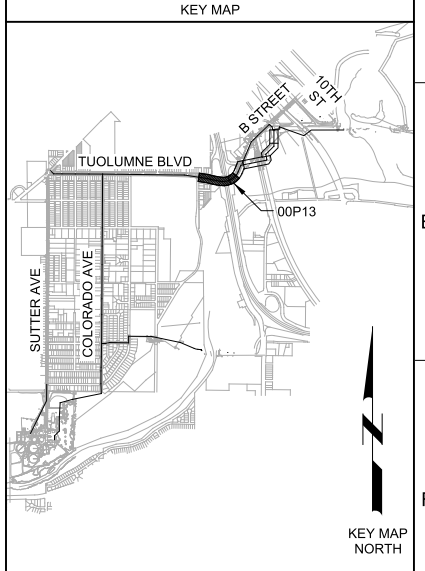 KEY MAP
B STREET
10TH
ST
TUOLUMNE BLVD
00P13
SUTTER AVE
COLORADO AVE
N
KEY MAP
NORTH